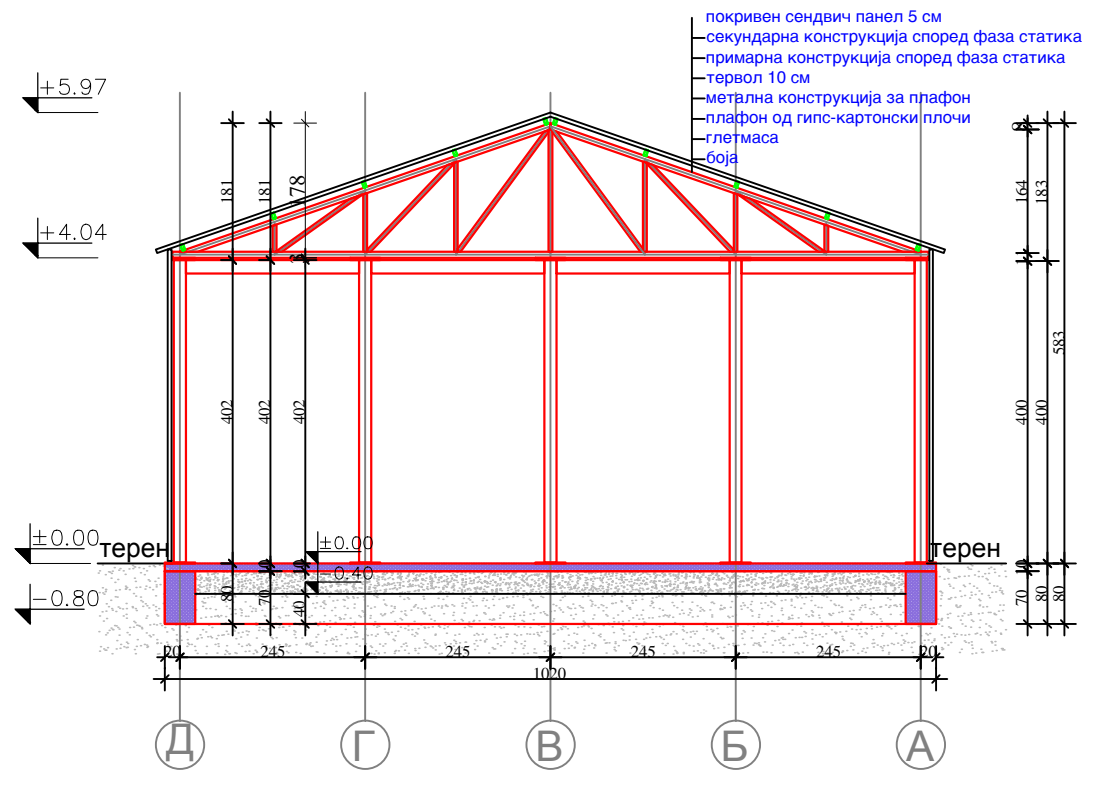 покривен сендвич панел 5 см
секундарна конструкција според фаза статика
примарна конструкција според фаза статика
тервол 10 см
метална конструкција за плафон
плафон од гипс-картонски плочи
глетмаса
боја
+5.97
+4.04
±0.00
-0.80
181
181
178
164
183
402
402
402
400
400
583
терен
±0.00
-0.40
терен
10
10
10
80
70
40
70
80
80
20
245
245
245
245
20
1020
Д
Г
В
Б
А